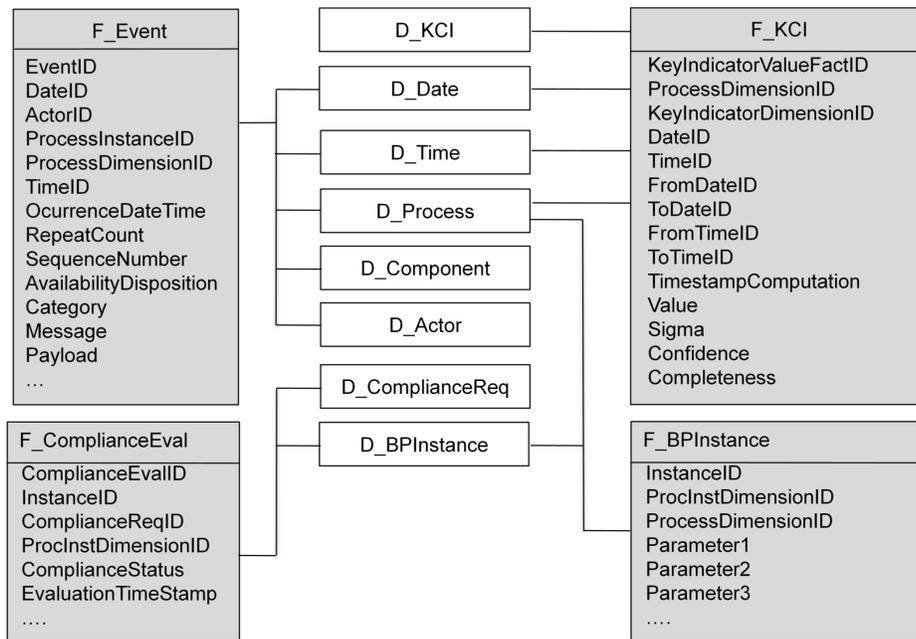 F_Event
EventID
DateID
ActorID
ProcessInstanceID
ProcessDimensionID
TimeID
OcurrenceDateTime
RepeatCount
SequenceNumber
AvailabilityDisposition
Category
Message
Payload
...
F_ComplianceEval
ComplianceEvalID
InstanceID
ComplianceReqID
ProcInstDimensionID
ComplianceStatus
EvaluationTimeStamp
....
D_KCI
D_Date
D_Time
D_Process
D_Component
D_Actor
D_ComplianceReq
D_BPInstance
F_KCI
KeyIndicatorValueFactID
ProcessDimensionID
KeyIndicatorDimensionID
DateID
TimeID
FromDateID
ToDateID
FromTimeID
ToTimeID
TimestampComputation
Value
Sigma
Confidence
Completeness
F_BPInstance
InstanceID
ProcInstDimensionID
ProcessDimensionID
Parameter1
Parameter2
Parameter3
....